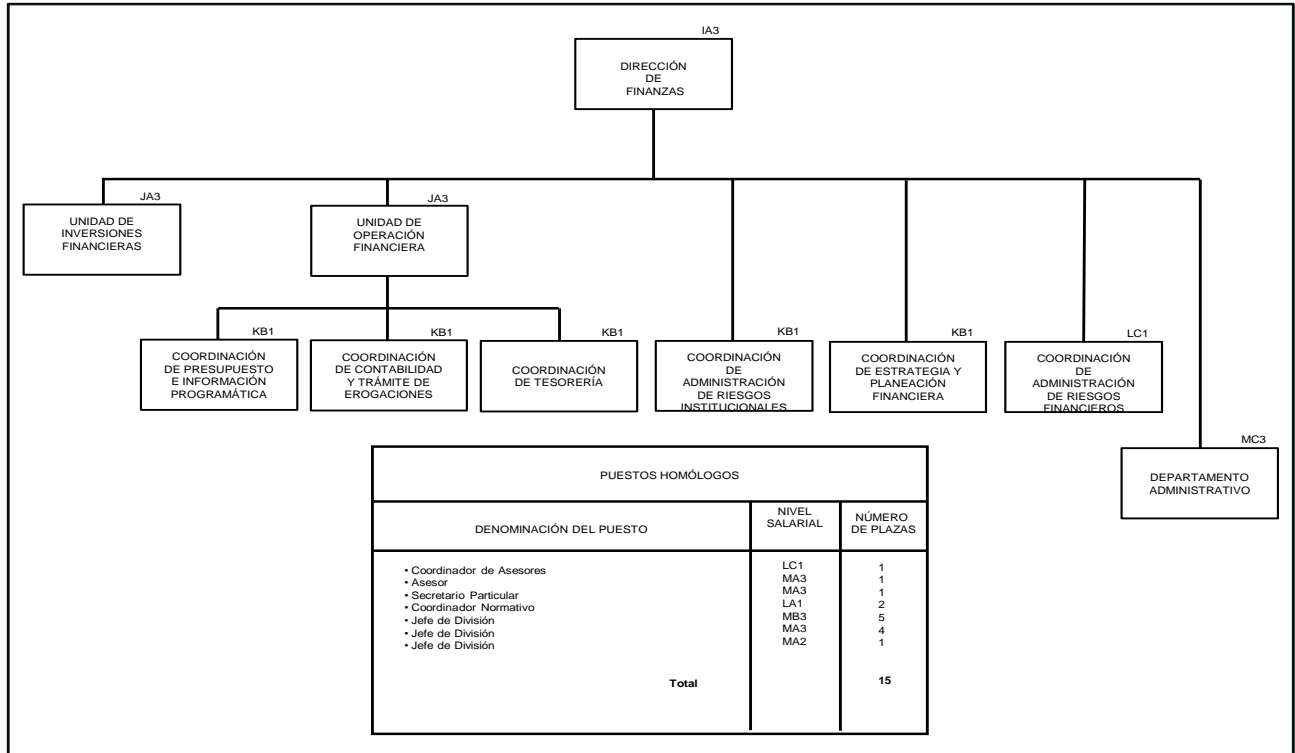 IA3
DIRECCIÓN
DE
FINANZAS
JA3
UNIDAD DE
INVERSIONES
FINANCIERAS
JA3
UNIDAD DE
OPERACIÓN
FINANCIERA
KB1
COORDINACIÓN
DE PRESUPUESTO
E INFORMACIÓN
PROGRAMÁTICA
KB1
COORDINACIÓN
DE CONTABILIDAD
Y TRÁMITE DE
EROGACIONES
KB1
COORDINACIÓN
DE TESORERÍA
KB1
COORDINACIÓN
DE
ADMINISTRACIÓN
DE RIESGOS
INSTITUCIONALES
KB1
COORDINACIÓN
DE ESTRATEGIA Y
PLANEACIÓN
FINANCIERA
LC1
COORDINACIÓN
DE
ADMINISTRACIÓN
DE RIESGOS
FINANCIEROS
MC3
DEPARTAMENTO
ADMINISTRATIVO
PUESTOS HOMÓLOGOS
DENOMINACIÓN DEL PUESTO
NIVEL
SALARIAL
NÚMERO
DE PLAZAS
• Coordinador de Asesores LC1 1
• Asesor MA3 1
• Secretario Particular MA3 1
• Coordinador Normativo LA1 2
• Jefe de División MB3 5
• Jefe de División MA3 4
• Jefe de División MA2 1
Total 15